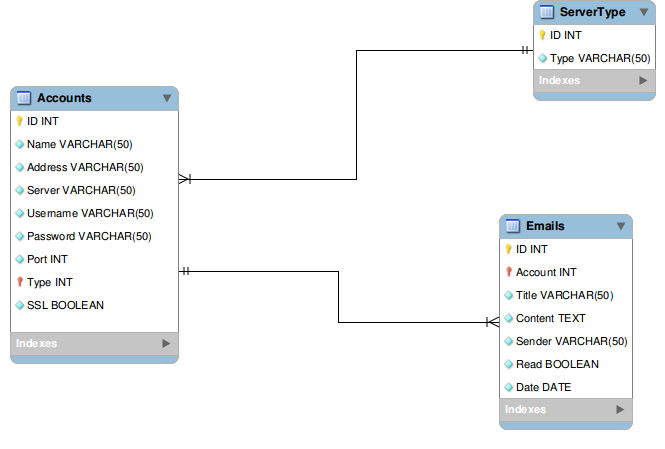 ServerType
ID INT
Type VARCHAR(50)
Indexes
Accounts
ID INT
Name VARCHAR(50)
Address VARCHAR(50)
Server VARCHAR(50)
Username VARCHAR(50)
Password VARCHAR(50)
Port INT
Type INT
SSL BOOLEAN
Indexes
Emails
ID INT
Account INT
Title VARCHAR(50)
Content TEXT
Sender VARCHAR(50)
Read BOOLEAN
Date DATE
Indexes